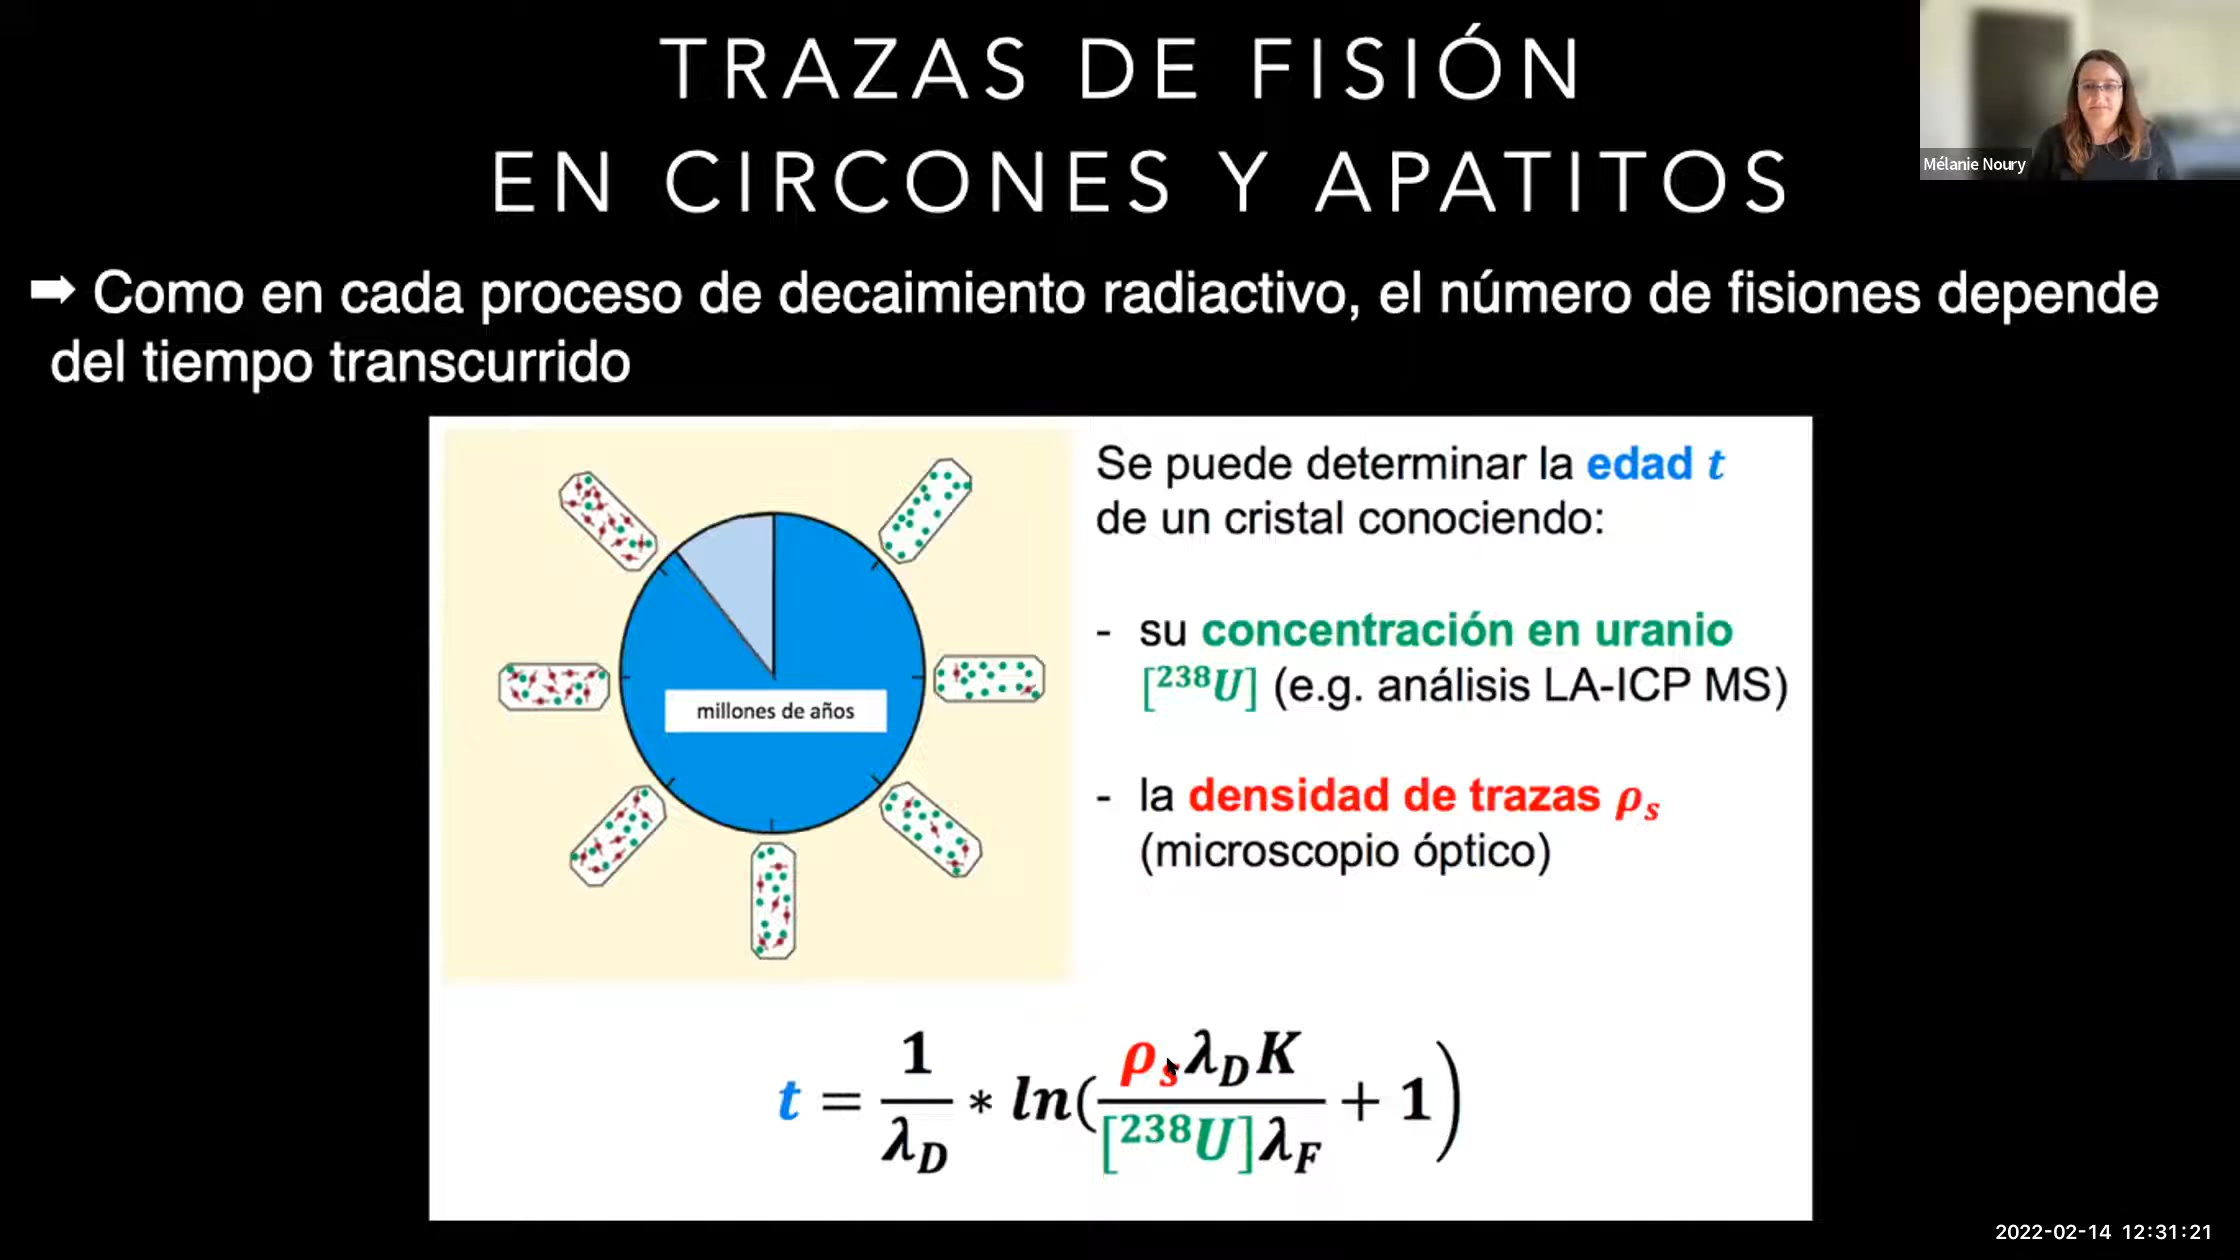 TRAZAS DE FISIÓN
EN CIRCONES Y APATITOS
Mélanie Noury
➡ Como en cada proceso de decaimiento radiactivo, el número de fisiones depende
del tiempo transcurrido
millones de años
Se puede determinar la edad t
de un cristal conociendo:
- su concentración en uranio
[²³⁸U] (e.g. análisis LA-ICP MS)
- la densidad de trazas ρₛ
(microscopio óptico)
t = 1/λ_D * ln(ρₛλ_D K/[²³⁸U]λ_F + 1)
2022-02-14 12:31:21